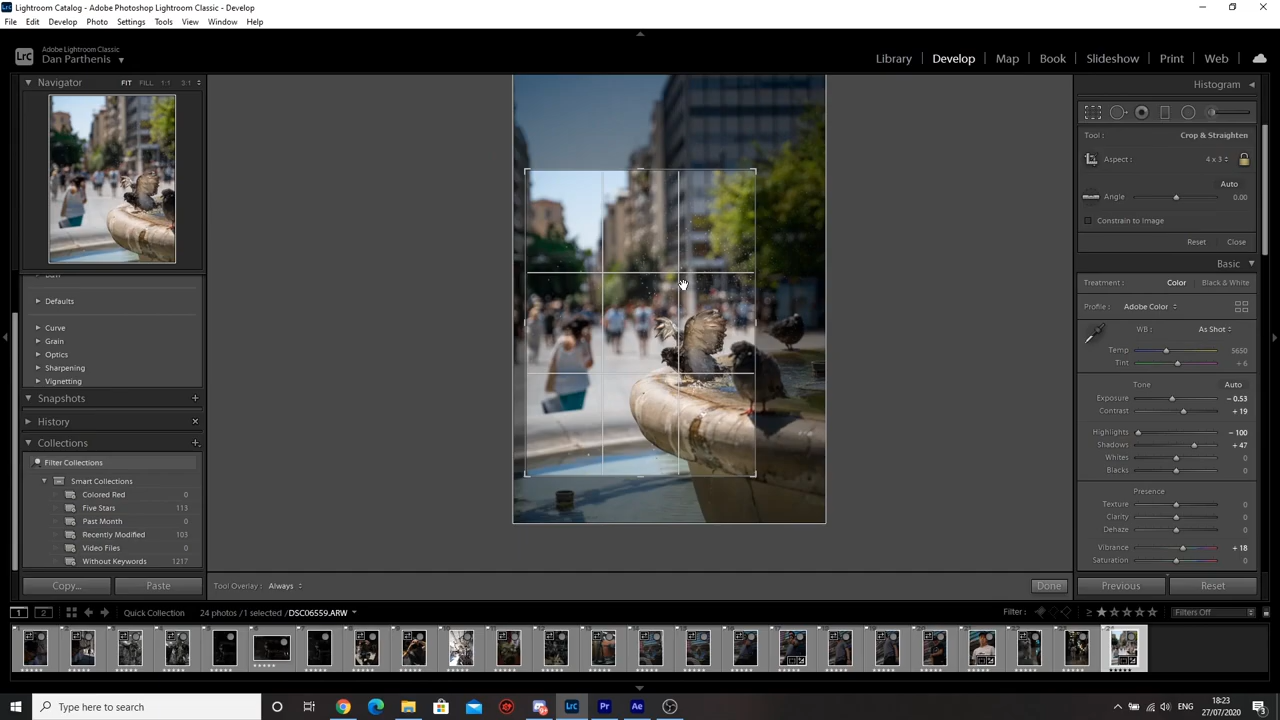 Lightroom Catalog - Adobe Photoshop Lightroom Classic - Develop
File Edit Develop Photo Settings Tools View Window Help
Lrc
Adobe Lightroom Classic
Dan Parthenis
Library Develop Map Book Slideshow Print Web
Navigator FIT FILL 1:1 3:1
Defaults
Curve
Grain
Optics
Sharpening
Vignetting
Snapshots
History
Collections
Filter Collections
Smart Collections
Colored Red 0
Five Stars 113
Past Month 0
Recently Modified 103
Video Files 0
Without Keywords 1217
Copy... Paste
Tool Overlay : Always
Done
Histogram
Tool : Crop & Straighten
Aspect : 4 x 3
Auto
Angle 0.00
Constrain to Image
Reset Close
Basic
Treatment : Color Black & White
Profile : Adobe Color
WB : As Shot
Temp 5650
Tint + 6
Tone Auto
Exposure − 0.53
Contrast + 19
Highlights − 100
Shadows + 47
Whites 0
Blacks 0
Presence
Texture 0
Clarity 0
Dehaze 0
Vibrance + 18
Saturation 0
Previous Reset
1 2 Quick Collection 24 photos / 1 selected / DSC06559.ARW
Filter : ≥ Filters Off
Type here to search
Lrc Pr Ae
ENG
18:23
27/07/2020
3